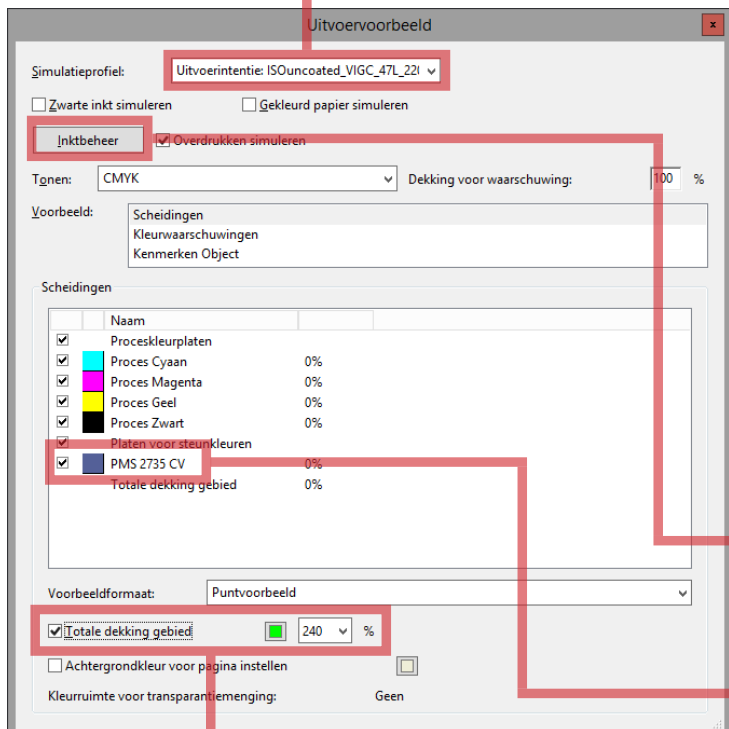 Uitvoervoorbeeld
x
Simulatieprofiel: Uitvoerintentie: ISOuncoated_VIGC_47L_220
Zwarte inkt simuleren Gekleurd papier simuleren
Inktbeheer Overdrukken simuleren
Tonen: CMYK Dekking voor waarschuwing: 100 %
Voorbeeld: Scheidingen
Kleurwaarschuwingen
Kenmerken Object
Scheidingen
Naam
Proceskleurplaten
Proces Cyaan 0%
Proces Magenta 0%
Proces Geel 0%
Proces Zwart 0%
Platen voor steunkleuren
PMS 2735 CV 0%
Totale dekking gebied 0%
Voorbeeldformaat: Puntvoorbeeld
Totale dekking gebied 240 %
Achtergrondkleur voor pagina instellen
Kleurruimte voor transparantiemenging: Geen